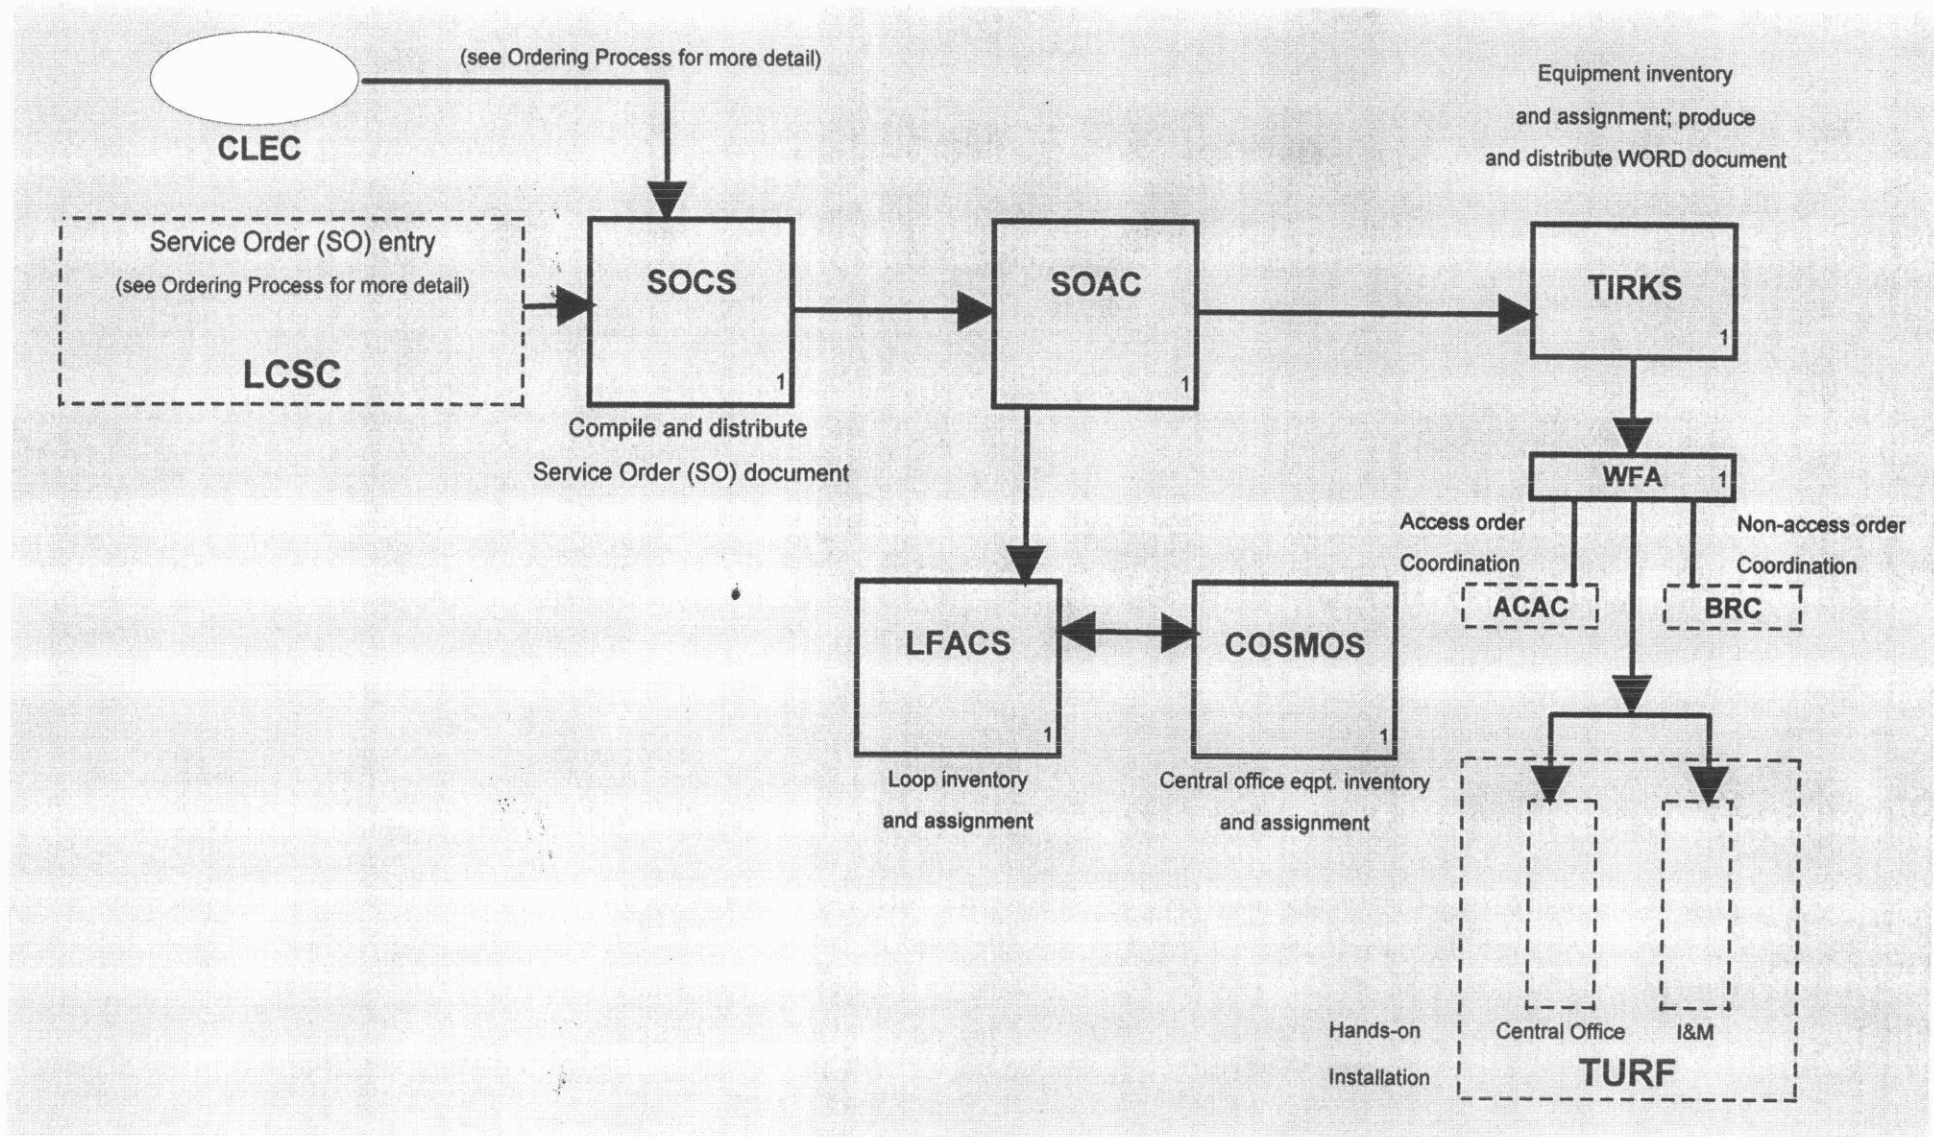 (see Ordering Process for more detail)
CLEC
Equipment inventory
and assignment; produce
and distribute WORD document
Service Order (SO) entry
(see Ordering Process for more detail)
LCSC
SOCS
1
Compile and distribute
Service Order (SO) document
SOAC
1
TIRKS
1
WFA 1
Access order
Coordination
Non-access order
Coordination
ACAC
BRC
LFACS
1
Loop inventory
and assignment
COSMOS
1
Central office eqpt. inventory
and assignment
Hands-on
Installation
Central Office
I&M
TURF